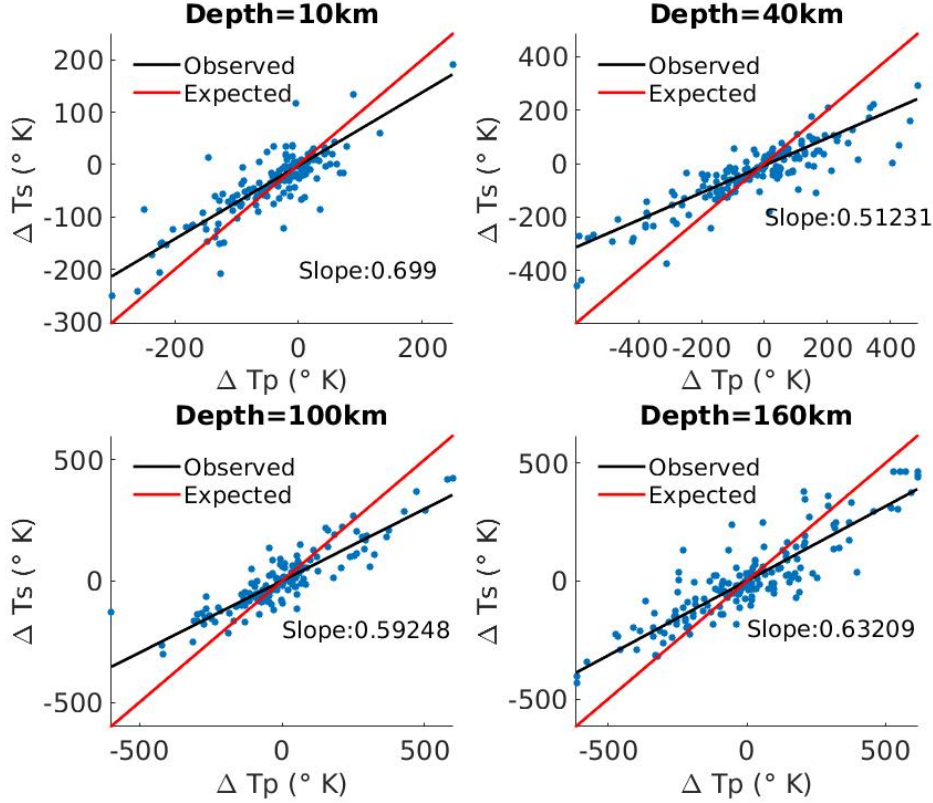 Depth=10km
Observed
Expected
Slope:0.699
Δ Ts (° K)
200
100
0
-100
-200
-300
-200
0
200
Δ Tp (° K)
Depth=40km
Observed
Expected
Slope:0.51231
Δ Ts (° K)
400
200
0
-200
-400
-400
-200
0
200
400
Δ Tp (° K)
Depth=100km
Observed
Expected
Slope:0.59248
Δ Ts (° K)
500
0
-500
-500
0
500
Δ Tp (° K)
Depth=160km
Observed
Expected
Slope:0.63209
Δ Ts (° K)
500
0
-500
-500
0
500
Δ Tp (° K)